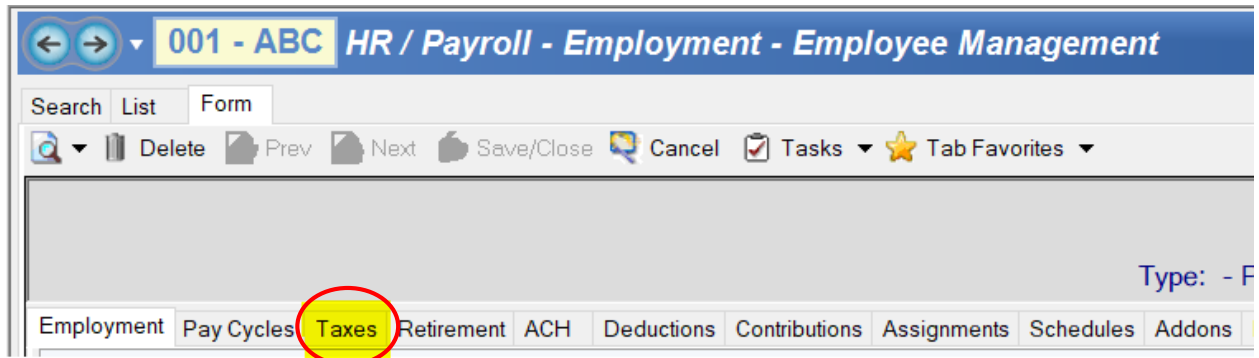 001 - ABC HR / Payroll - Employment - Employee Management
Search List Form
Delete Prev Next Save/Close Cancel Tasks Tab Favorites
Type: - F
Employment Pay Cycles Taxes Retirement ACH Deductions Contributions Assignments Schedules Addons